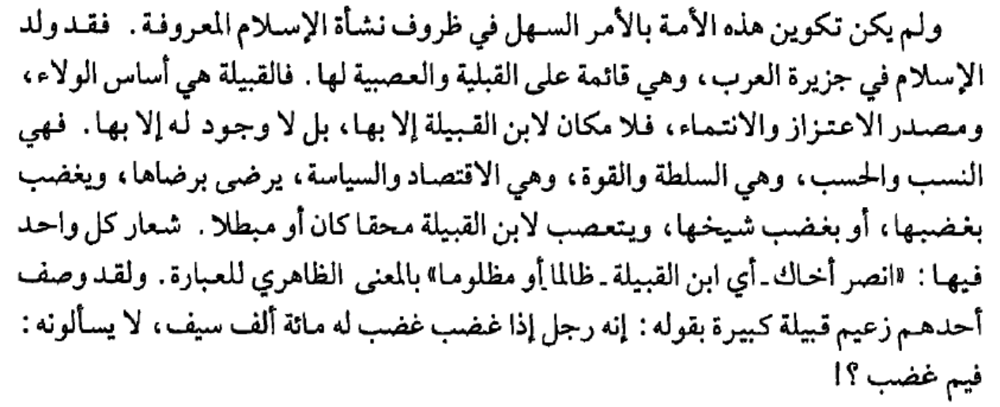 ولم يكن تكوين هذه الأمة بالأمر السهل في ظروف نشأة الإسلام المعروفة. فقد ولد
الإسلام في جزيرة العرب، وهي قائمة على القبلية والعصبية لها. فالقبيلة هي أساس الولاء،
ومصدر الاعتزاز والانتماء، فلا مكان لابن القبيلة إلا بها، بل لا وجود له إلا بها. فهي
النسب والحسب، وهي السلطة والقوة، وهي الاقتصاد والسياسة، يرضى برضاها، ويغضب
بغضبها، أو بغضب شيخها، ويتعصب لابن القبيلة محقا كان أو مبطلا. شعار كل واحد
فيها: «انصر أخاك ـ أي ابن القبيلة ـ ظالما أو مظلوما» بالمعنى الظاهري للعبارة. ولقد وصف
أحدهم زعيم قبيلة كبيرة بقوله: إنه رجل إذا غضب غضب له مائة ألف سيف، لا يسألونه:
فيم غضب؟!